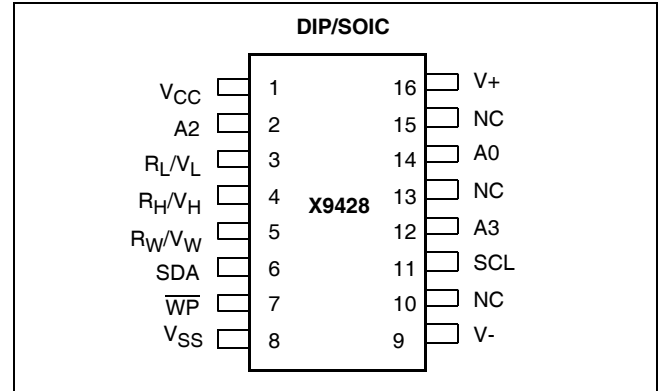 DIP/SOIC
VCC 1 16 V+
A2 2 15 NC
RL/VL 3 14 A0
RH/VH 4 13 NC
X9428
RW/VW 5 12 A3
SDA 6 11 SCL
WP 7 10 NC
VSS 8 9 V-